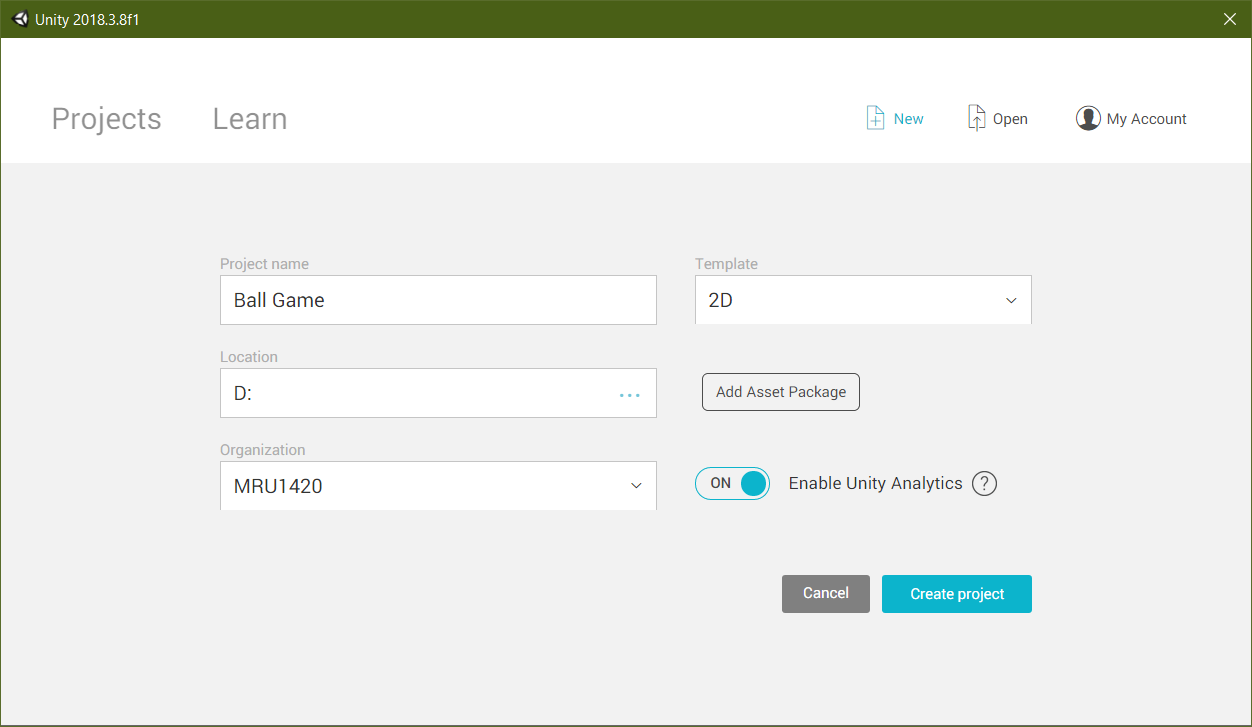 Unity 2018.3.8f1
Projects Learn New Open My Account
Project name Template
Ball Game 2D
Location
D: ... Add Asset Package
Organization
MRU1420 ON Enable Unity Analytics ?
Cancel Create project